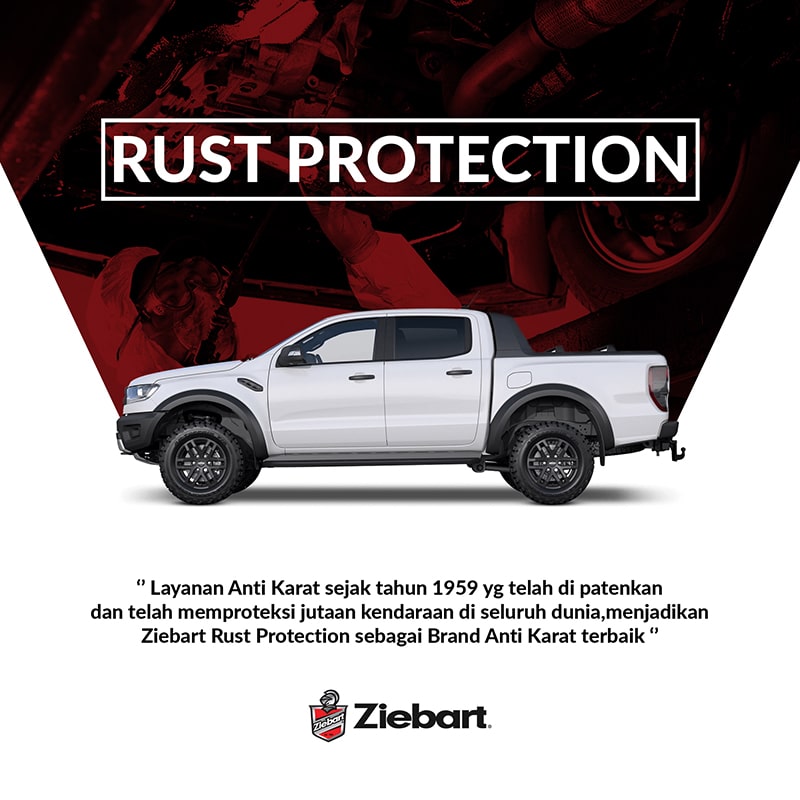 RUST PROTECTION
‘’ Layanan Anti Karat sejak tahun 1959 yg telah di patenkan
dan telah memproteksi jutaan kendaraan di seluruh dunia,menjadikan
Ziebart Rust Protection sebagai Brand Anti Karat terbaik ‘’
Ziebart
Ziebart®